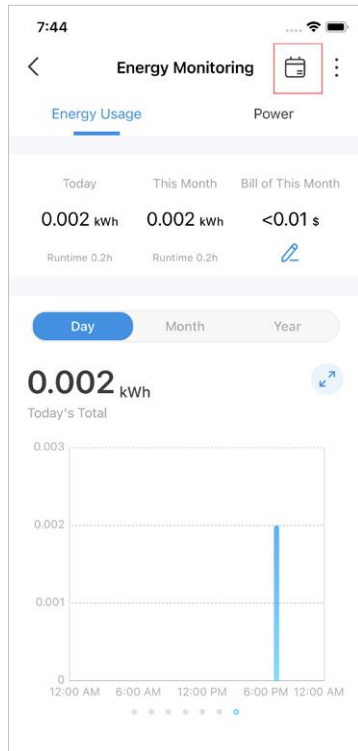 7:44
Energy Monitoring
Energy Usage Power
Today This Month Bill of This Month
0.002 kWh 0.002 kWh <0.01 $
Runtime 0.2h Runtime 0.2h
Day Month Year
0.002 kWh
Today's Total
0.003
0.002
0.001
0
12:00 AM 6:00 AM 12:00 PM 6:00 PM 12:00 AM